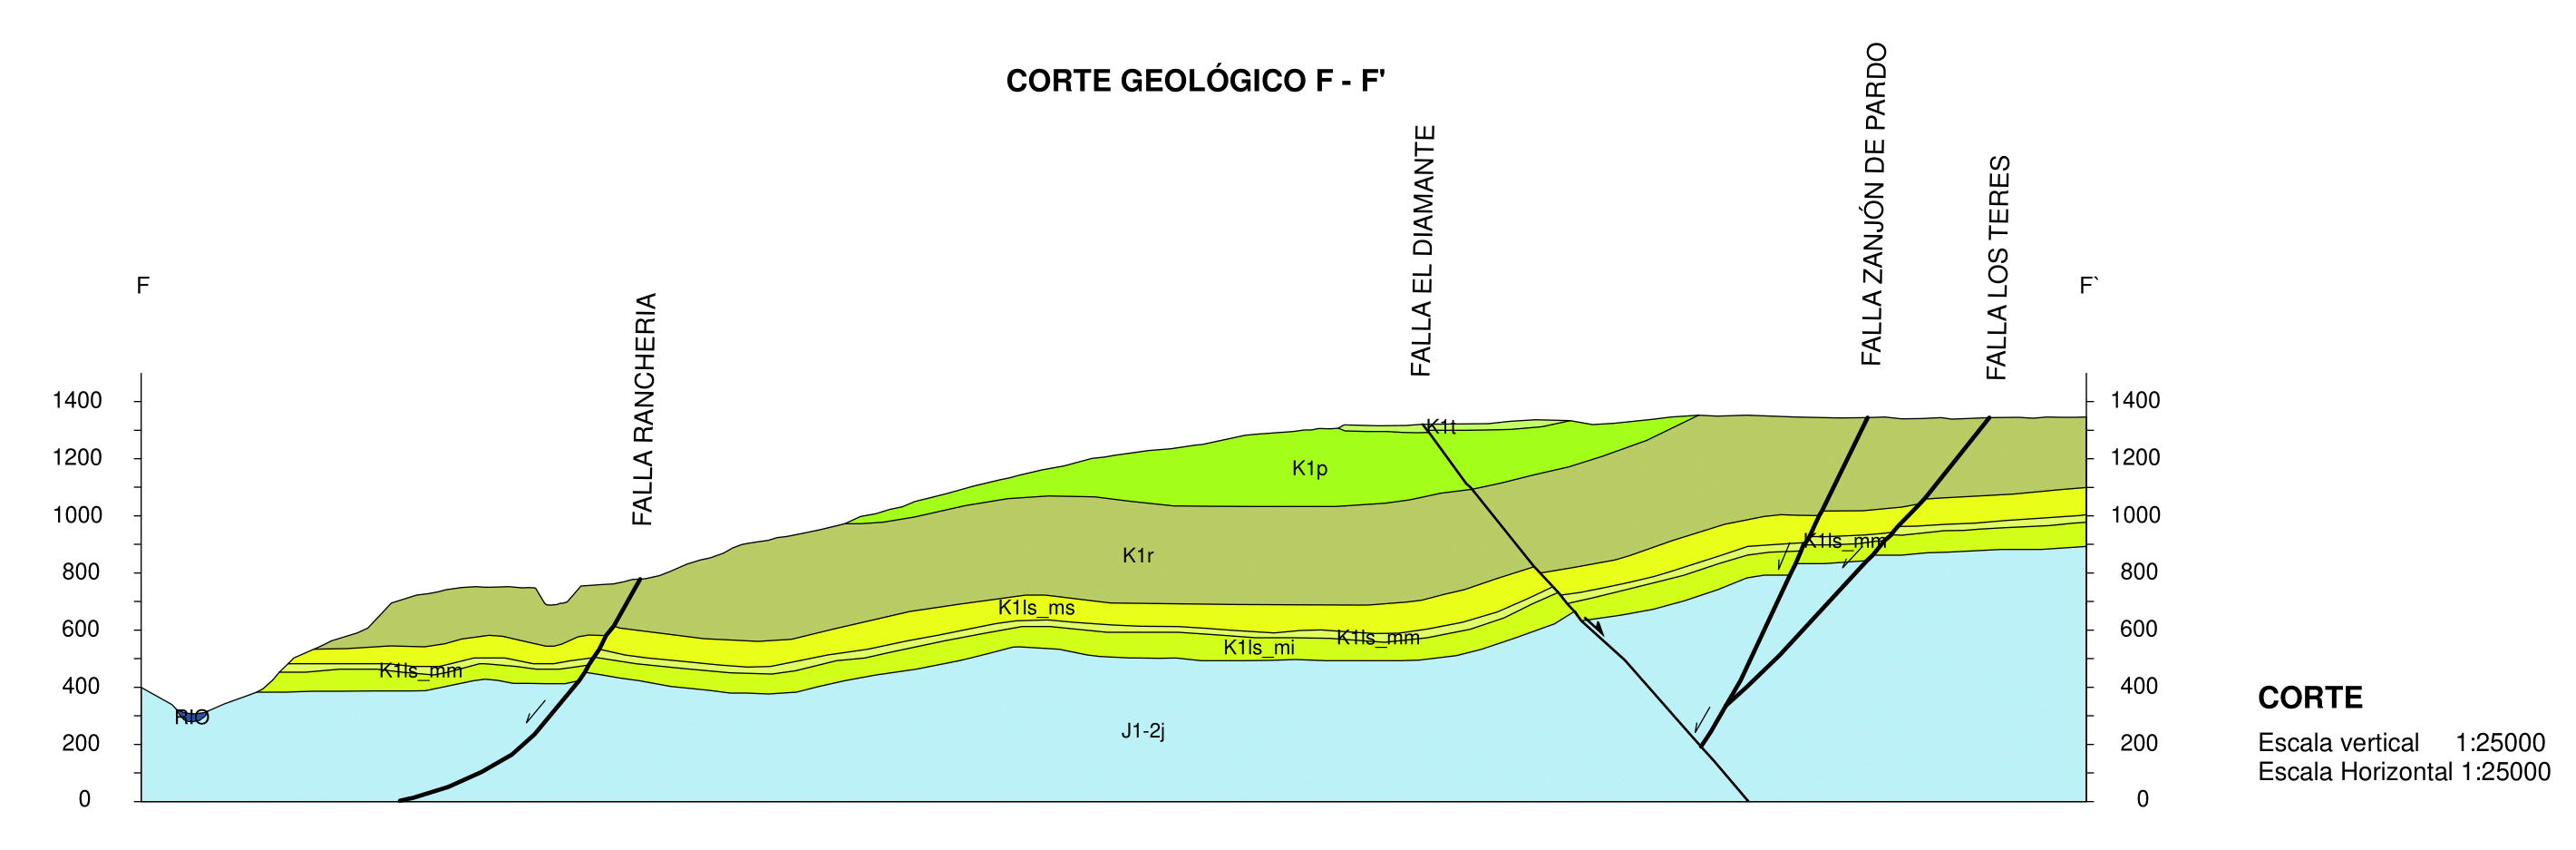 CORTE GEOLÓGICO F - F'
FALLA RANCHERIA
FALLA EL DIAMANTE
FALLA ZANJÓN DE PARDO
FALLA LOS TERES
F
F`
1400
1200
1000
800
600
400
200
0
1400
1200
1000
800
600
400
200
0
K1t
K1p
K1r
K1ls_mm
K1ls_ms
K1ls_mm
K1ls_mi
K1ls_mm
RIO
J1-2j
CORTE
Escala vertical 1:25000
Escala Horizontal 1:25000